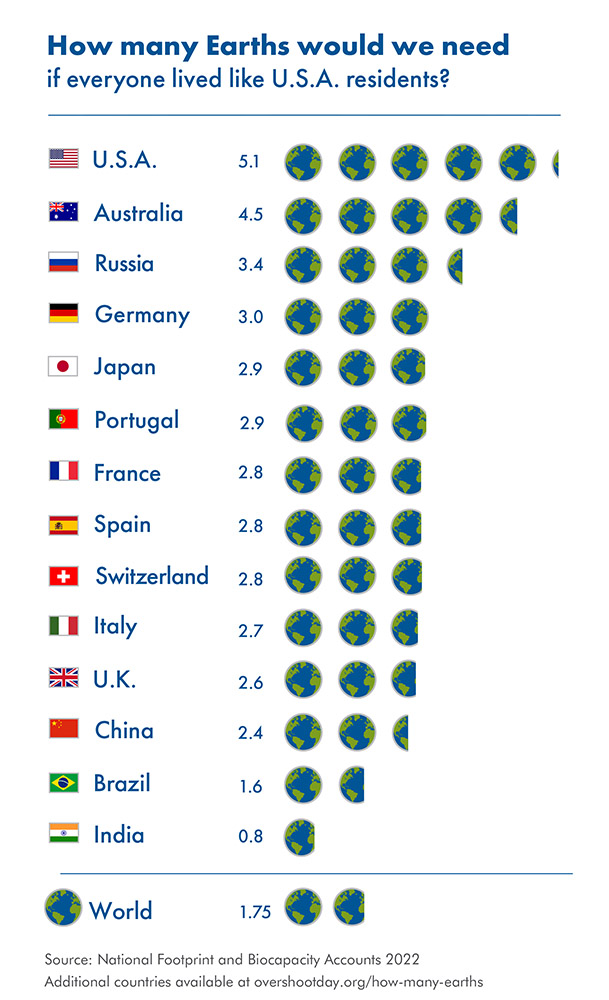 How many Earths would we need
if everyone lived like U.S.A. residents?
U.S.A. 5.1
Australia 4.5
Russia 3.4
Germany 3.0
Japan 2.9
Portugal 2.9
France 2.8
Spain 2.8
Switzerland 2.8
Italy 2.7
U.K. 2.6
China 2.4
Brazil 1.6
India 0.8
World 1.75
Source: National Footprint and Biocapacity Accounts 2022
Additional countries available at overshootday.org/how-many-earths